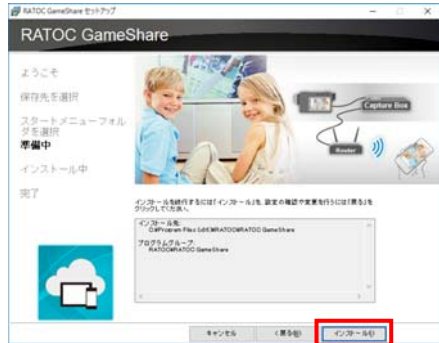 RATOC GameShare セットアップ
RATOC GameShare
ようこそ
保存先を選択
スタートメニューフォル
ダを選択
準備中
インストール中
完了
Capture Box
Router
インストールを続行するには「インストール」を、設定の確認や変更を行うには「戻る」を
クリックしてください。
インストール先:
プログラムグループ:
RATOC¥RATOC GameShare
キャンセル
< 戻る(B)
インストール(I)